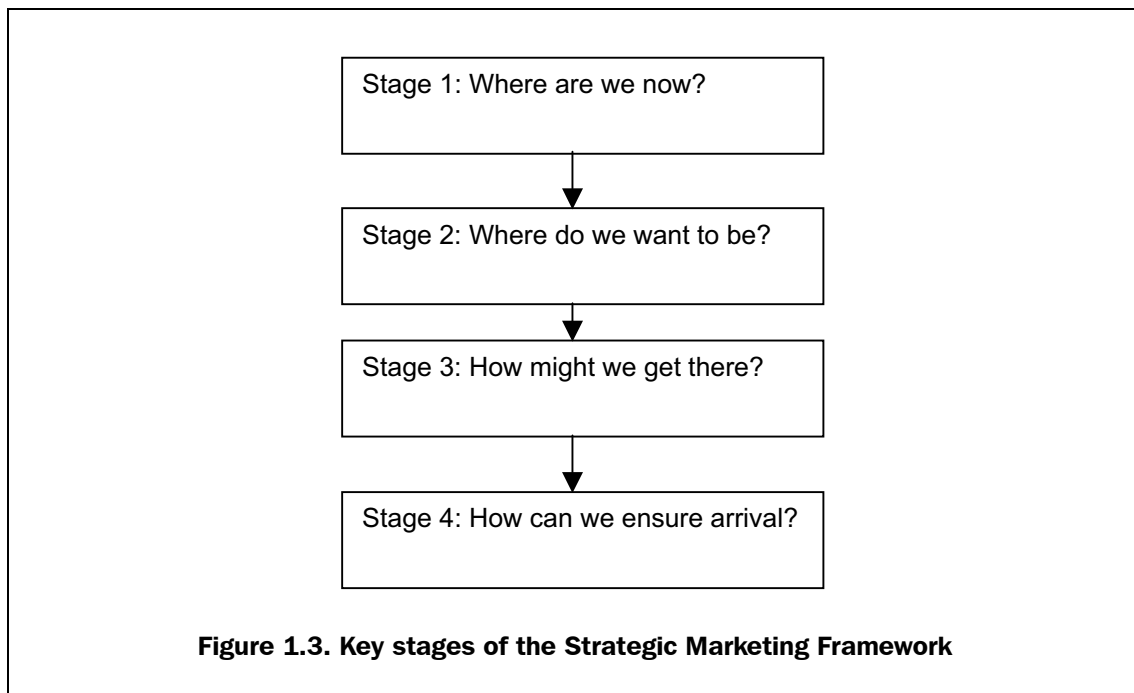 Stage 1: Where are we now?
Stage 2: Where do we want to be?
Stage 3: How might we get there?
Stage 4: How can we ensure arrival?
Figure 1.3. Key stages of the Strategic Marketing Framework